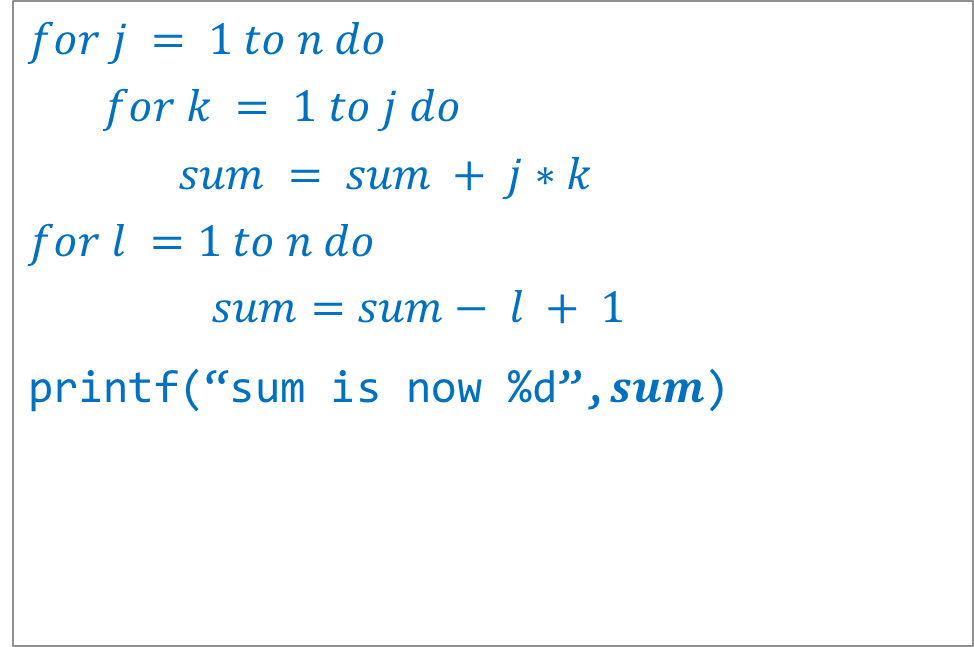 for j = 1 to n do
for k = 1 to j do
sum = sum + j * k
for l = 1 to n do
sum = sum − l + 1
printf(“sum is now %d”,sum)